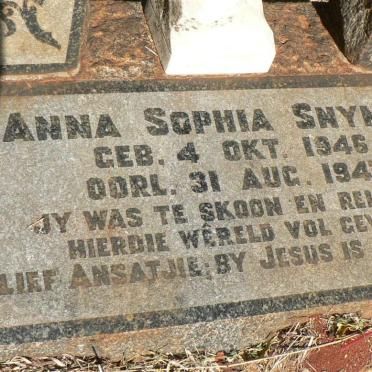 ANNA SOPHIA SNYM
GEB. 4 OKT. 1946
OORL. 31 AUG. 194
JY WAS TE SKOON EN REI
HIERDIE WÊRELD VOL GEV
LIEF ANSATJIE: BY JESUS IS